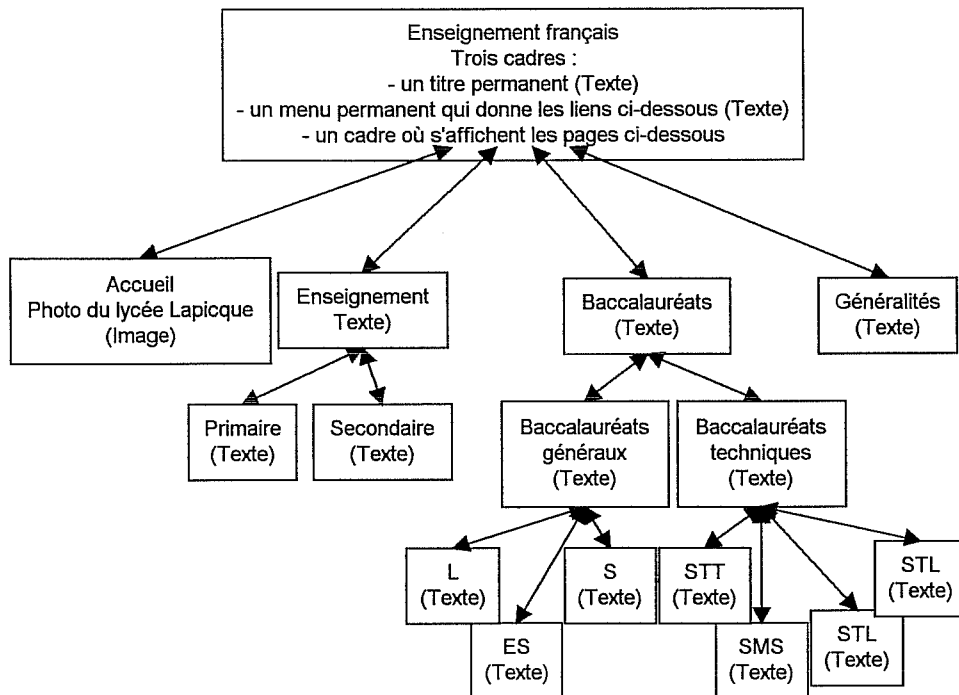 Enseignement français
Trois cadres :
- un titre permanent (Texte)
- un menu permanent qui donne les liens ci-dessous (Texte)
- un cadre où s'affichent les pages ci-dessous
Accueil
Photo du lycée Lapicque
(Image)
Enseignement
Texte)
Baccalauréats
(Texte)
Généralités
(Texte)
Primaire
(Texte)
Secondaire
(Texte)
Baccalauréats
généraux
(Texte)
Baccalauréats
techniques
(Texte)
L
(Texte)
ES
(Texte)
S
(Texte)
STT
(Texte)
SMS
(Texte)
STL
(Texte)
STL
(Texte)